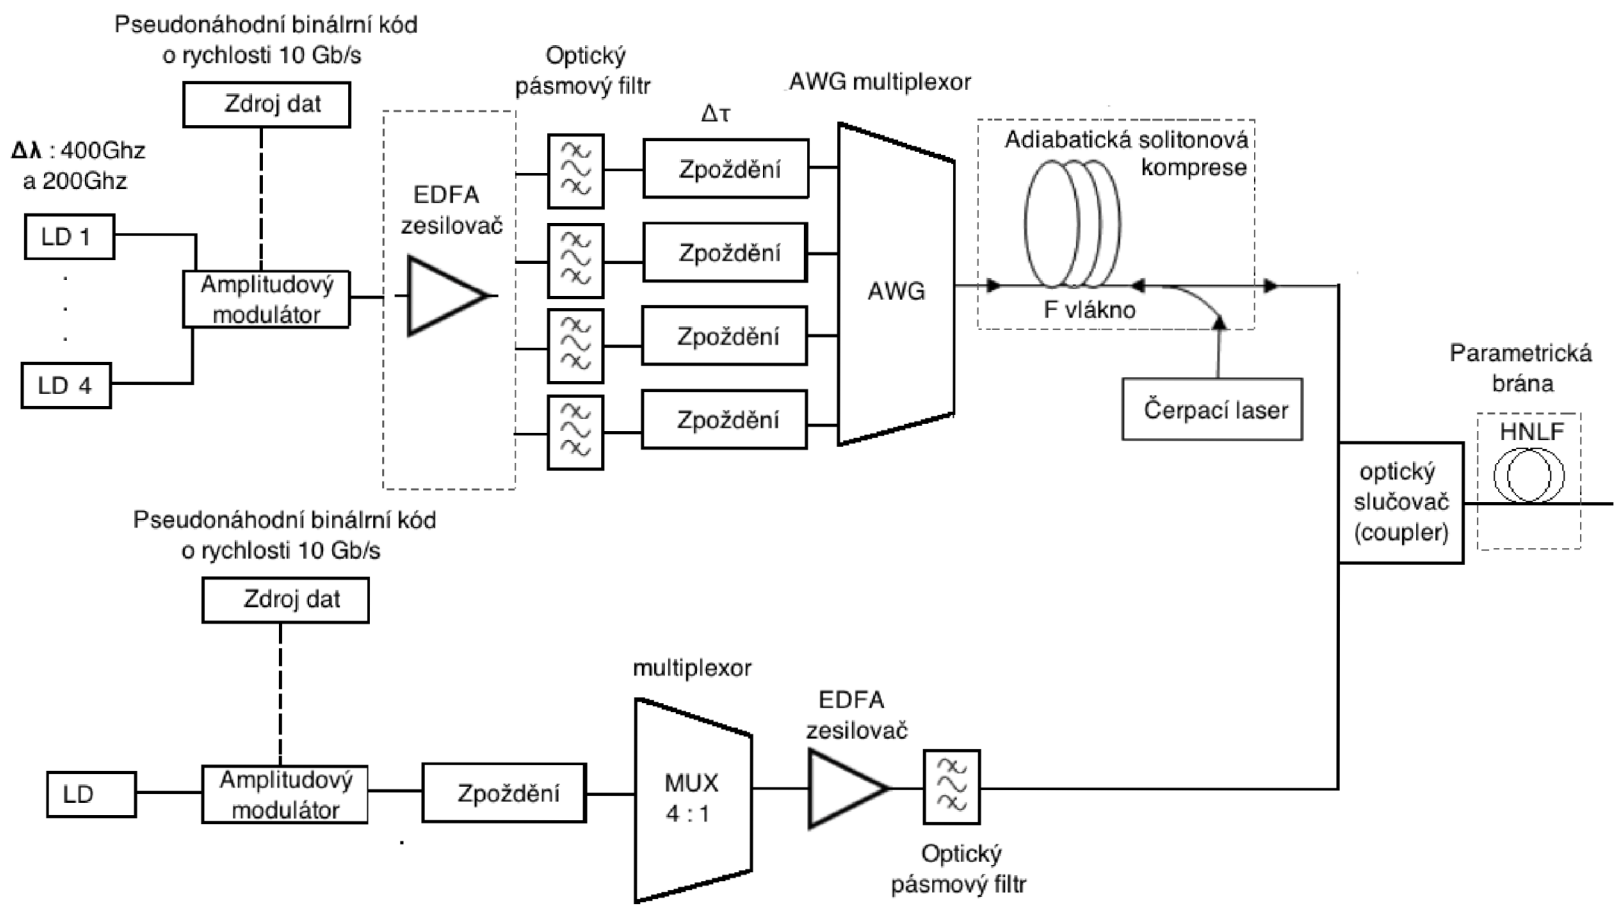 Pseudonáhodní binálrní kód
o rychlosti 10 Gb/s
Zdroj dat
Δλ : 400Ghz
a 200Ghz
LD 1
LD 4
Amplitudový
modulátor
EDFA
zesilovač
Optický
pásmový filtr
Δτ
Zpoždění
Zpoždění
Zpoždění
Zpoždění
AWG multiplexor
AWG
Adiabatická solitonová
komprese
F vlákno
Čerpací laser
Parametrická
brána
HNLF
optický
slučovač
(coupler)
Pseudonáhodní binálrní kód
o rychlosti 10 Gb/s
Zdroj dat
LD
Amplitudový
modulátor
Zpoždění
multiplexor
MUX
4 : 1
EDFA
zesilovač
Optický
pásmový filtr